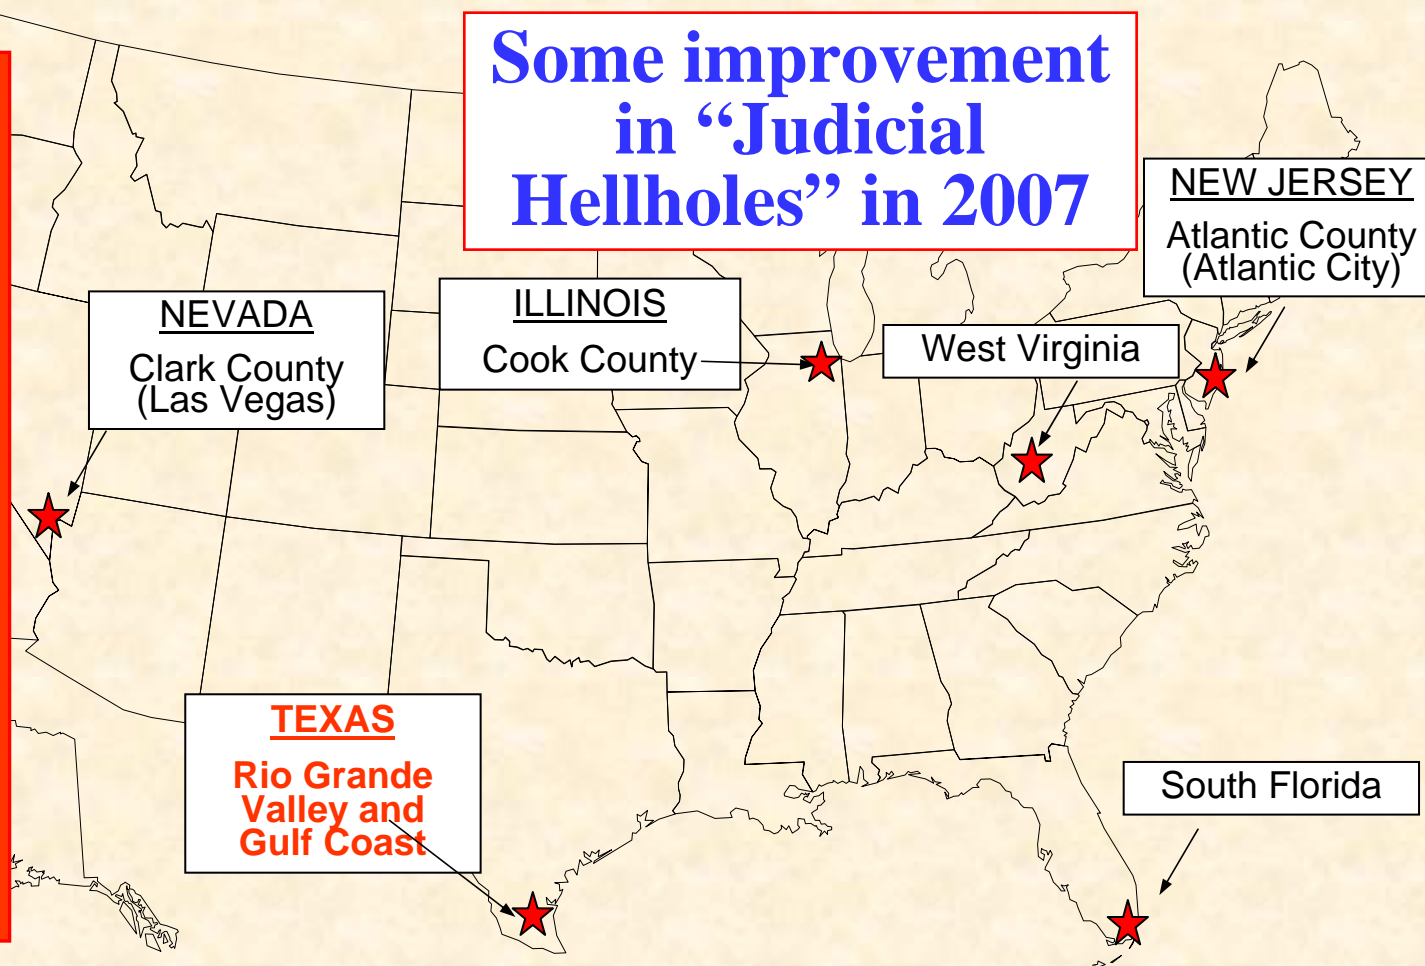 Some improvement
in “Judicial
Hellholes” in 2007
NEW JERSEY
Atlantic County
(Atlantic City)
NEVADA
Clark County
(Las Vegas)
ILLINOIS
Cook County
West Virginia
TEXAS
Rio Grande
Valley and
Gulf Coast
South Florida